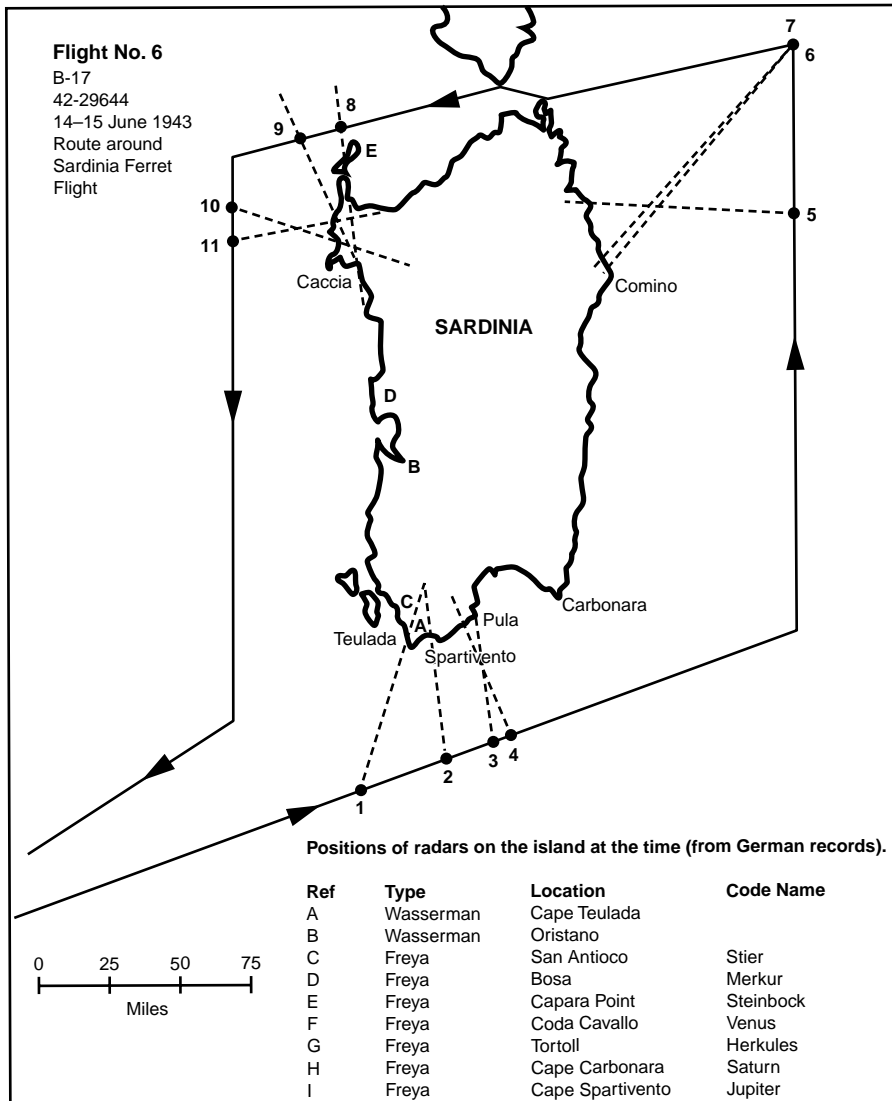 Flight No. 6
B-17
42-29644
14–15 June 1943
Route around
Sardinia Ferret
Flight
7
6
8
9
E
10
5
11
Caccia
Comino
SARDINIA
D
B
C
Pula
Carbonara
Teulada
A
Spartivento
4
3
2
1
Positions of radars on the island at the time (from German records).
Ref Type Location Code Name
A Wasserman Cape Teulada
B Wasserman Oristano
C Freya San Antioco Stier
D Freya Bosa Merkur
E Freya Capara Point Steinbock
F Freya Coda Cavallo Venus
G Freya Tortoll Herkules
H Freya Cape Carbonara Saturn
I Freya Cape Spartivento Jupiter
0 25 50 75
Miles